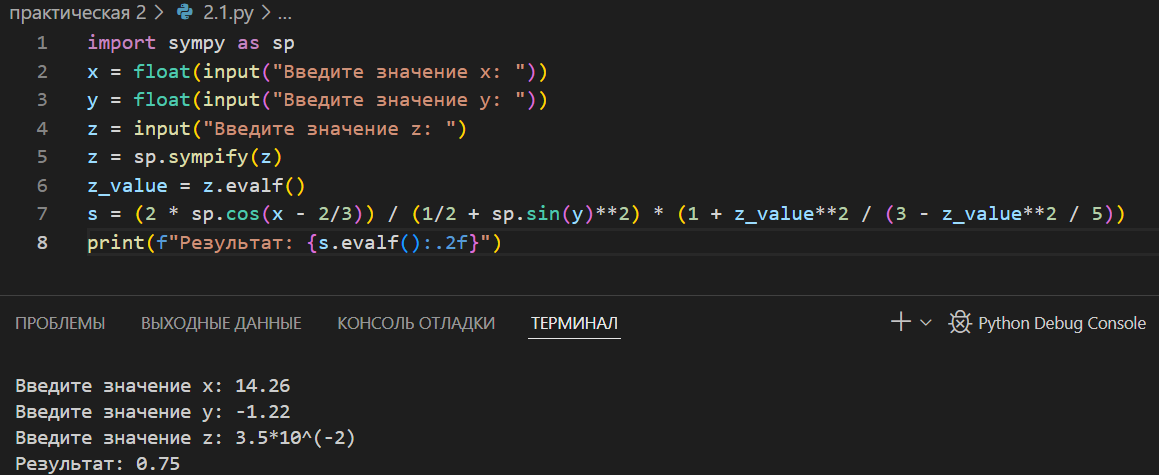 практическая 2 > 2.1.py > ...
1 import sympy as sp
2 x = float(input("Введите значение x: "))
3 y = float(input("Введите значение y: "))
4 z = input("Введите значение z: ")
5 z = sp.sympify(z)
6 z_value = z.evalf()
7 s = (2 * sp.cos(x - 2/3)) / (1/2 + sp.sin(y)**2) * (1 + z_value**2 / (3 - z_value**2 / 5))
8 print(f"Результат: {s.evalf():.2f}")
ПРОБЛЕМЫ ВЫХОДНЫЕ ДАННЫЕ КОНСОЛЬ ОТЛАДКИ ТЕРМИНАЛ Python Debug Console
Введите значение x: 14.26
Введите значение y: -1.22
Введите значение z: 3.5*10^(-2)
Результат: 0.75